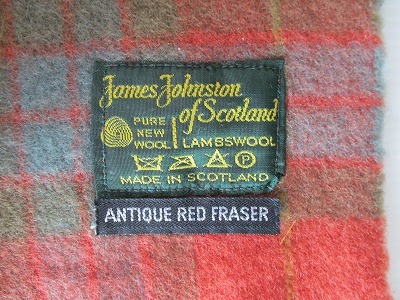 James Johnston
of Scotland
PURE
NEW
WOOL
LAMBSWOOL
P
MADE IN SCOTLAND
ANTIQUE RED FRASER